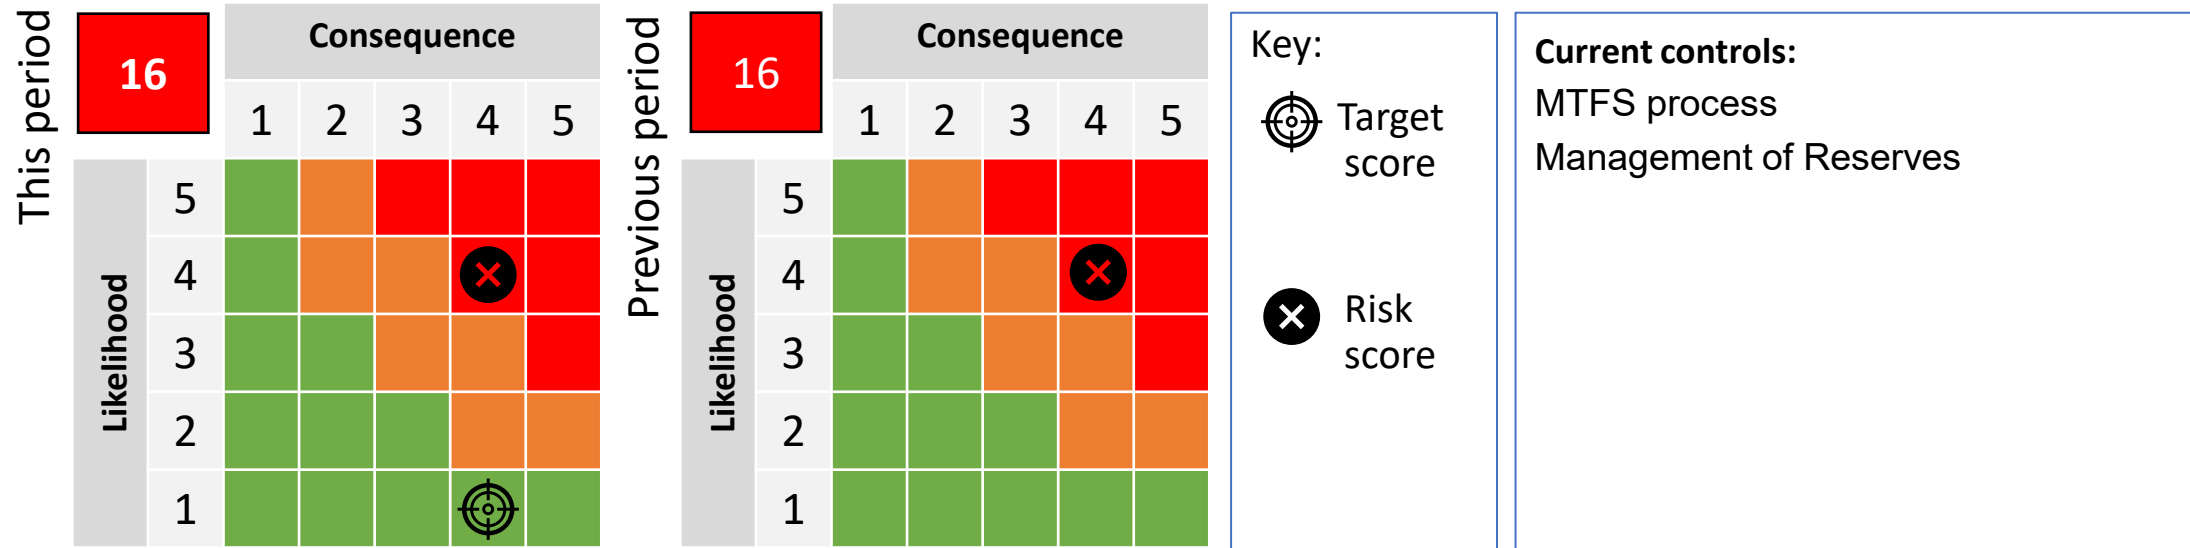 This period
16
Consequence
1 2 3 4 5
Likelihood
5
4
3
2
1
Previous period
16
Consequence
1 2 3 4 5
Likelihood
5
4
3
2
1
Key:
Target
score
Risk
score
Current controls:
MTFS process
Management of Reserves